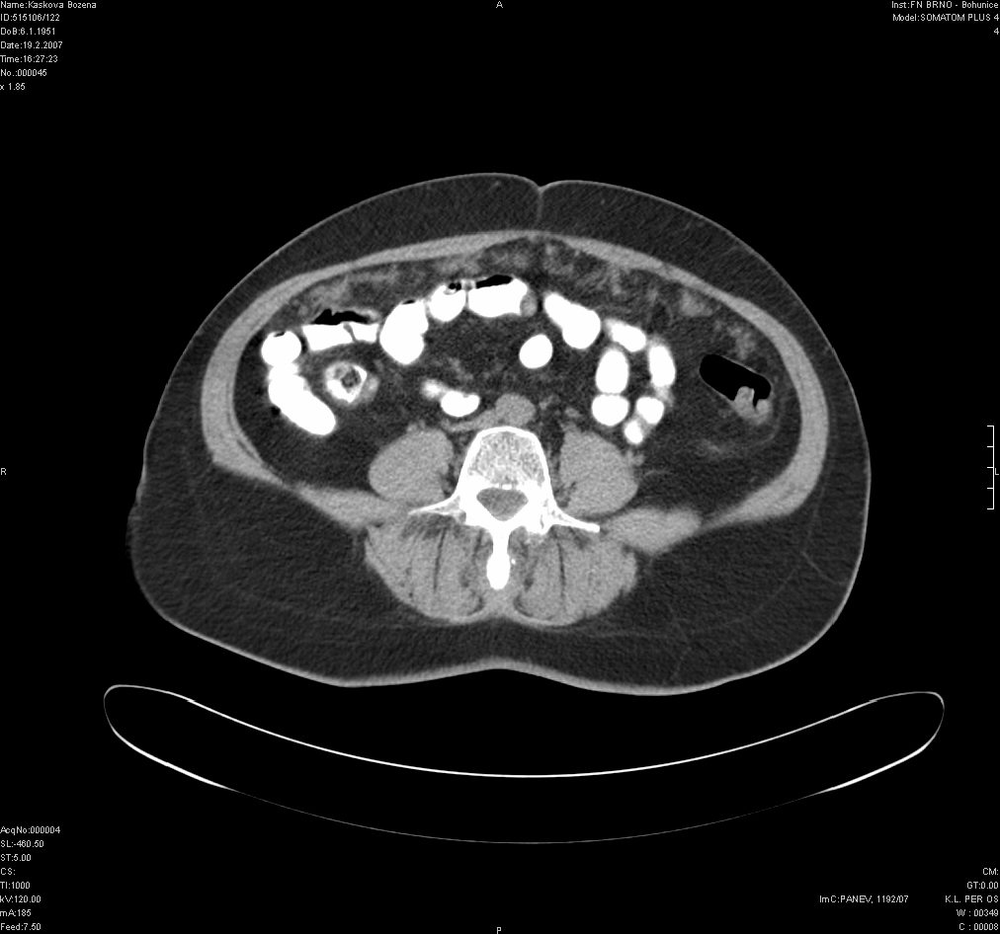 Name:Kaskova Bozena
ID:515106/122
DoB:6.1.1951
Date:19.2.2007
Time:16:27:23
No.:000045
x 1.85
A
Inst:FN BRNO - Bohunice
Model:SOMATOM PLUS 4
4
R
L
AcqNo:000004
SL:-460.50
ST:5.00
CS:
TI:1000
kV:120.00
mA:185
Feed:7.50
P
CM:
GT:0.00
ImC:PANEV, 1192/07 K.L. PER OS
W : 00349
C : 00008